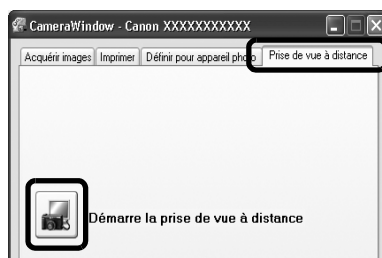 CameraWindow - Canon XXXXXXXXXXX
Acquérir images Imprimer Définir pour appareil photo Prise de vue à distance
Démarre la prise de vue à distance